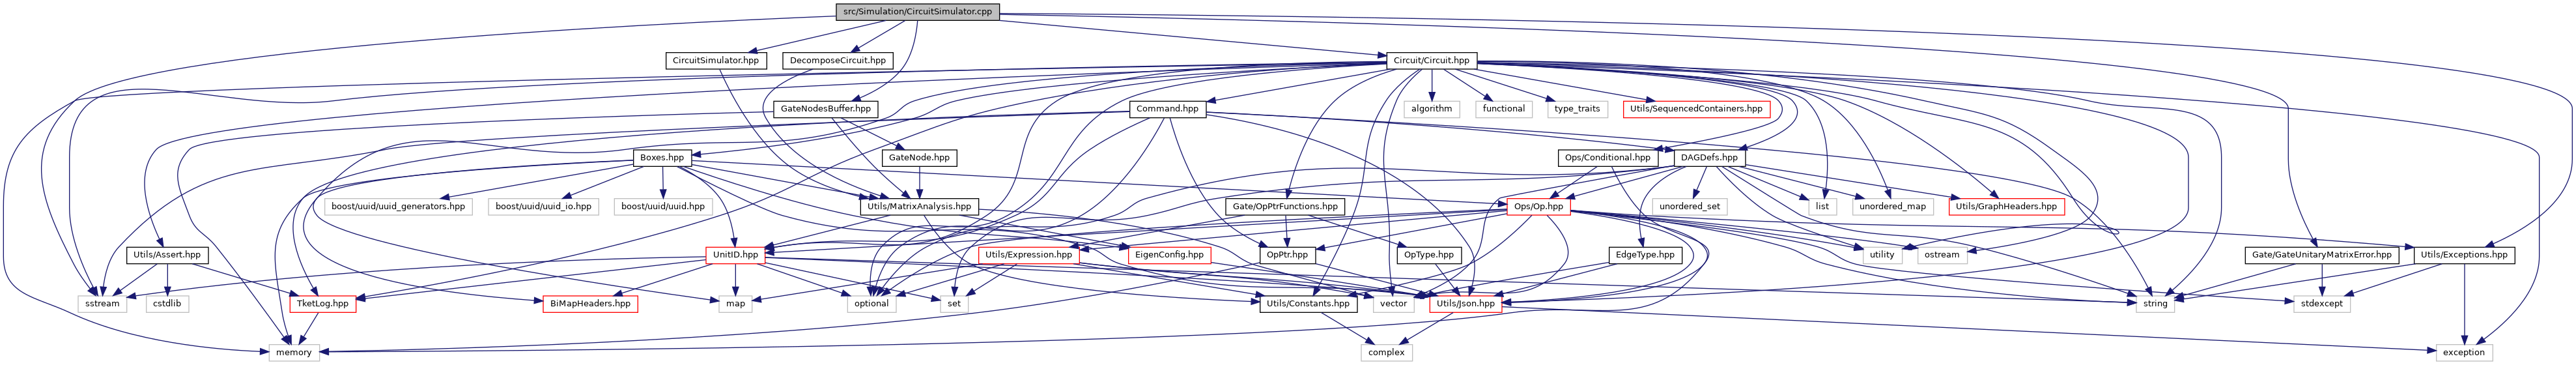 src/Simulation/CircuitSimulator.cpp
CircuitSimulator.hpp
DecomposeCircuit.hpp
Circuit/Circuit.hpp
GateNodesBuffer.hpp
Command.hpp
algorithm
functional
type_traits
Utils/SequencedContainers.hpp
Boxes.hpp
GateNode.hpp
Ops/Conditional.hpp
DAGDefs.hpp
boost/uuid/uuid_generators.hpp
boost/uuid/uuid_io.hpp
boost/uuid/uuid.hpp
Utils/MatrixAnalysis.hpp
Gate/OpPtrFunctions.hpp
Ops/Op.hpp
unordered_set
list
unordered_map
Utils/GraphHeaders.hpp
Utils/Assert.hpp
UnitID.hpp
Utils/Expression.hpp
EigenConfig.hpp
OpPtr.hpp
OpType.hpp
EdgeType.hpp
utility
ostream
Gate/GateUnitaryMatrixError.hpp
Utils/Exceptions.hpp
sstream
cstdlib
TketLog.hpp
BiMapHeaders.hpp
map
optional
set
Utils/Constants.hpp
vector
Utils/Json.hpp
string
stdexcept
memory
complex
exception